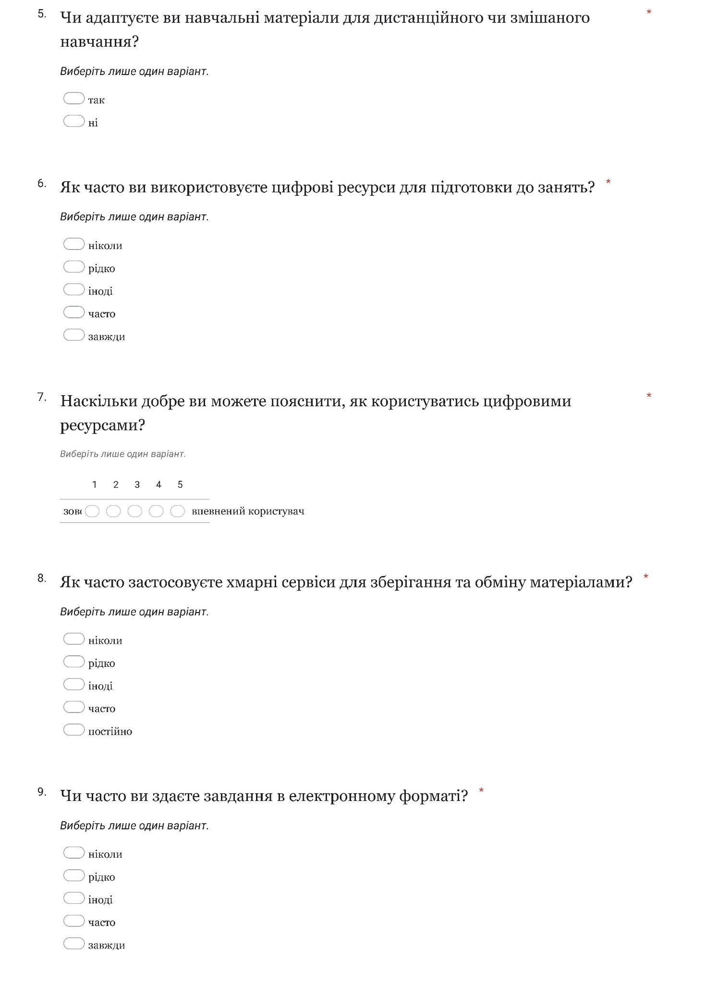 5. Чи адаптуєте ви навчальні матеріали для дистанційного чи змішаного *
навчання?
Виберіть лише один варіант.
так
ні
6. Як часто ви використовуєте цифрові ресурси для підготовки до занять? *
Виберіть лише один варіант.
ніколи
рідко
іноді
часто
завжди
7. Наскільки добре ви можете пояснити, як користуватись цифровими *
ресурсами?
Виберіть лише один варіант.
1 2 3 4 5
впевнений користувач
8. Як часто застосовуєте хмарні сервіси для зберігання та обміну матеріалами? *
Виберіть лише один варіант.
ніколи
рідко
іноді
часто
постійно
9. Чи часто ви здаєте завдання в електронному форматі? *
Виберіть лише один варіант.
ніколи
рідко
іноді
часто
завжди